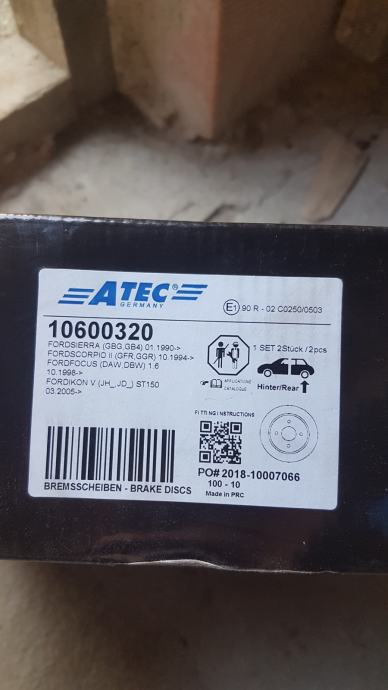 ATEC®
GERMANY
E1 90 R - 02 C0250/0503
10600320
FORDSIERRA (GBG,GB4) 01.1990->
FORDSCORPIO II (GFR,GGR) 10.1994->
FORDFOCUS (DAW,DBW) 1.6
10.1998->
FORDIKON V (JH_,JD_) ST150
03.2005->
1 SET 2Stück / 2pcs
APPLICATIONS
CATALOGUE
Hinter/Rear
FITTING INSTRUCTIONS
PO# 2018-10007066
100 - 10
Made in PRC
BREMSSCHEIBEN - BRAKE DISCS